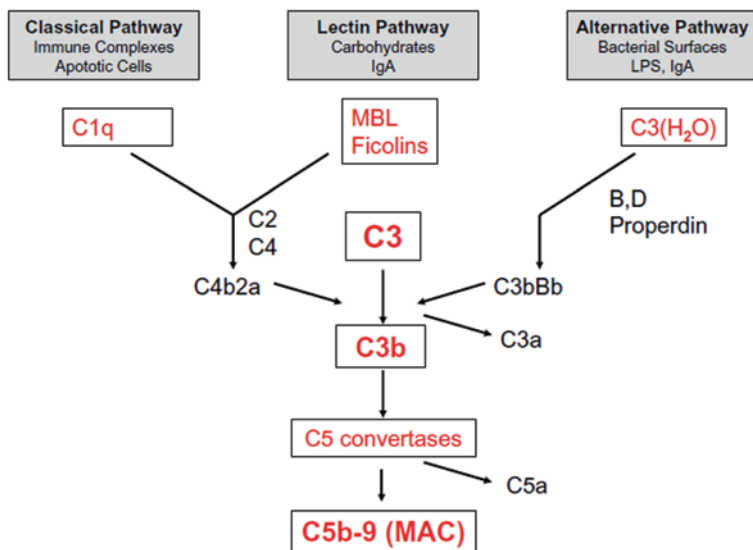 Classical Pathway
Immune Complexes
Apoptotic Cells
Lectin Pathway
Carbohydrates
IgA
Alternative Pathway
Bacterial Surfaces
LPS, IgA
C1q
MBL
Ficolins
C3(H₂O)
C2
C4
B,D
Properdin
C3
C4b2a
C3bBb
C3a
C3b
C5 convertases
C5a
C5b-9 (MAC)